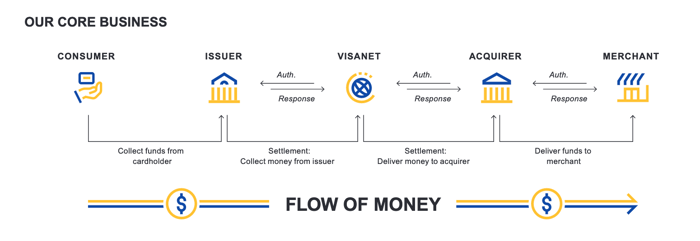 OUR CORE BUSINESS
CONSUMER
ISSUER
VISANET
ACQUIRER
MERCHANT
Auth.
Response
Auth.
Response
Auth.
Response
Collect funds from
cardholder
Settlement:
Collect money from issuer
Settlement:
Deliver money to acquirer
Deliver funds to
merchant
$
FLOW OF MONEY
$